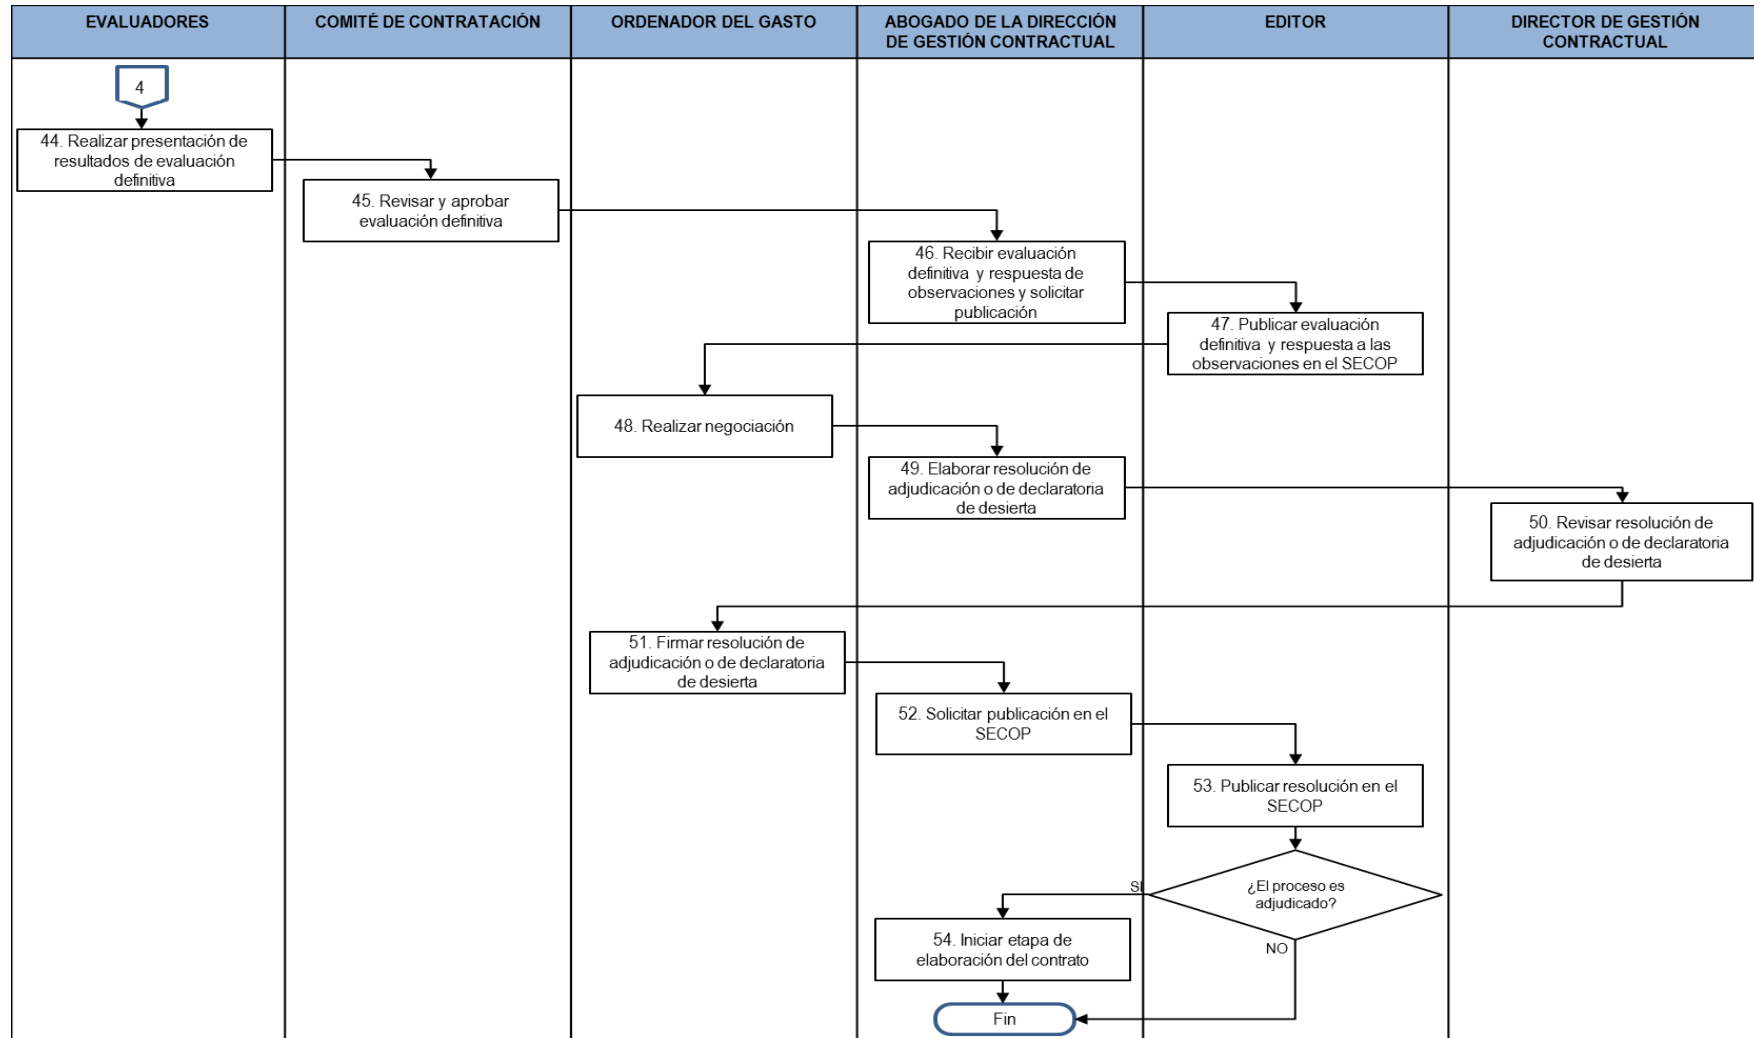 EVALUADORES
COMITÉ DE CONTRATACIÓN
ORDENADOR DEL GASTO
ABOGADO DE LA DIRECCIÓN
DE GESTIÓN CONTRACTUAL
EDITOR
DIRECTOR DE GESTIÓN
CONTRACTUAL
4
44. Realizar presentación de
resultados de evaluación
definitiva
45. Revisar y aprobar
evaluación definitiva
46. Recibir evaluación
definitiva y respuesta de
observaciones y solicitar
publicación
47. Publicar evaluación
definitiva y respuesta a las
observaciones en el SECOP
48. Realizar negociación
49. Elaborar resolución de
adjudicación o de declaratoria
de desierta
50. Revisar resolución de
adjudicación o de declaratoria
de desierta
51. Firmar resolución de
adjudicación o de declaratoria
de desierta
52. Solicitar publicación en el
SECOP
53. Publicar resolución en el
SECOP
¿El proceso es
adjudicado?
SI
NO
54. Iniciar etapa de
elaboración del contrato
Fin